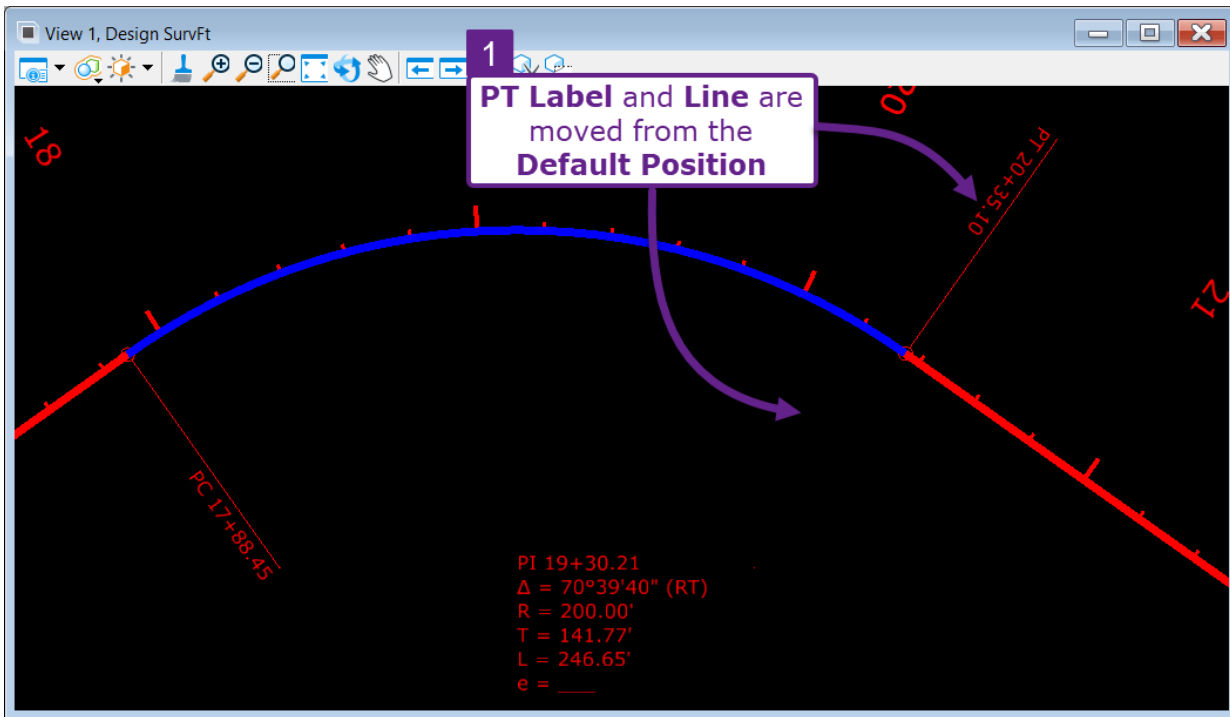 View 1, Design SurvFt
1
PT Label and Line are
moved from the
Default Position
18
20
PT 20+35.10
21
PC 17+88.45
PI 19+30.21
Δ = 70°39'40" (RT)
R = 200.00'
T = 141.77'
L = 246.65'
e = ___